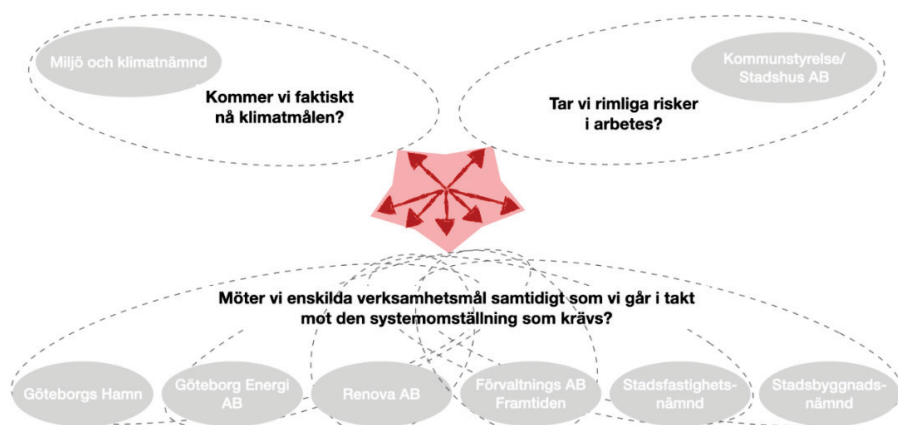 Miljö och klimatnämnd
Kommer vi faktiskt
nå klimatmålen?
Kommunstyrelse/
Stadshus AB
Tar vi rimliga risker
i arbetes?
Möter vi enskilda verksamhetsmål samtidigt som vi går i takt
mot den systemomställning som krävs?
Göteborgs Hamn
Göteborg Energi
AB
Renova AB
Förvaltnings AB
Framtiden
Stadsfastighets-
nämnd
Stadsbyggnads-
nämnd